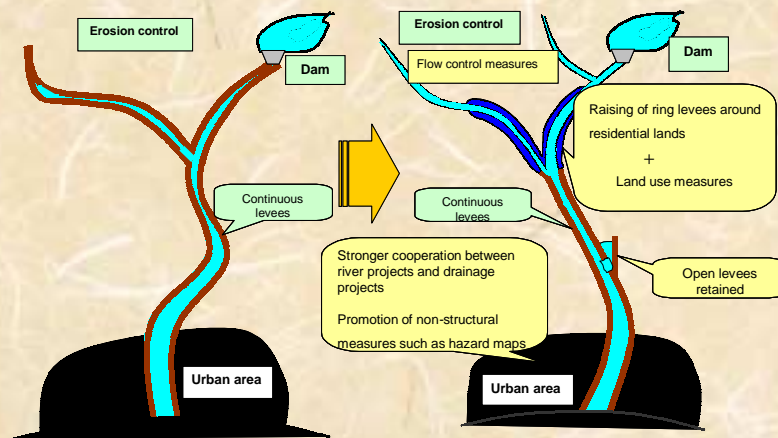 Erosion control
Dam
Continuous
levees
Urban area
Erosion control
Flow control measures
Dam
Raising of ring levees around
residential lands
+
Land use measures
Continuous
levees
Stronger cooperation between
river projects and drainage
projects
Promotion of non-structural
measures such as hazard maps
Open levees
retained
Urban area